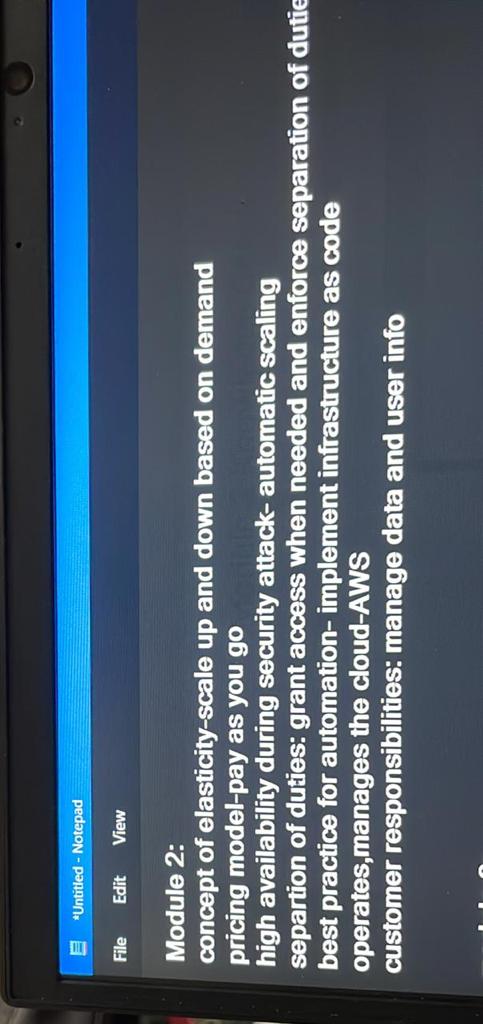 *Untitled - Notepad
File Edit View
Module 2:
concept of elasticity-scale up and down based on demand
pricing model-pay as you go
high availability during security attack- automatic scaling
separtion of duties: grant access when needed and enforce separation of
best practice for automation- implement infrastructure as code
operates,manages the cloud-AWS
customer responsibilities: manage data and user info